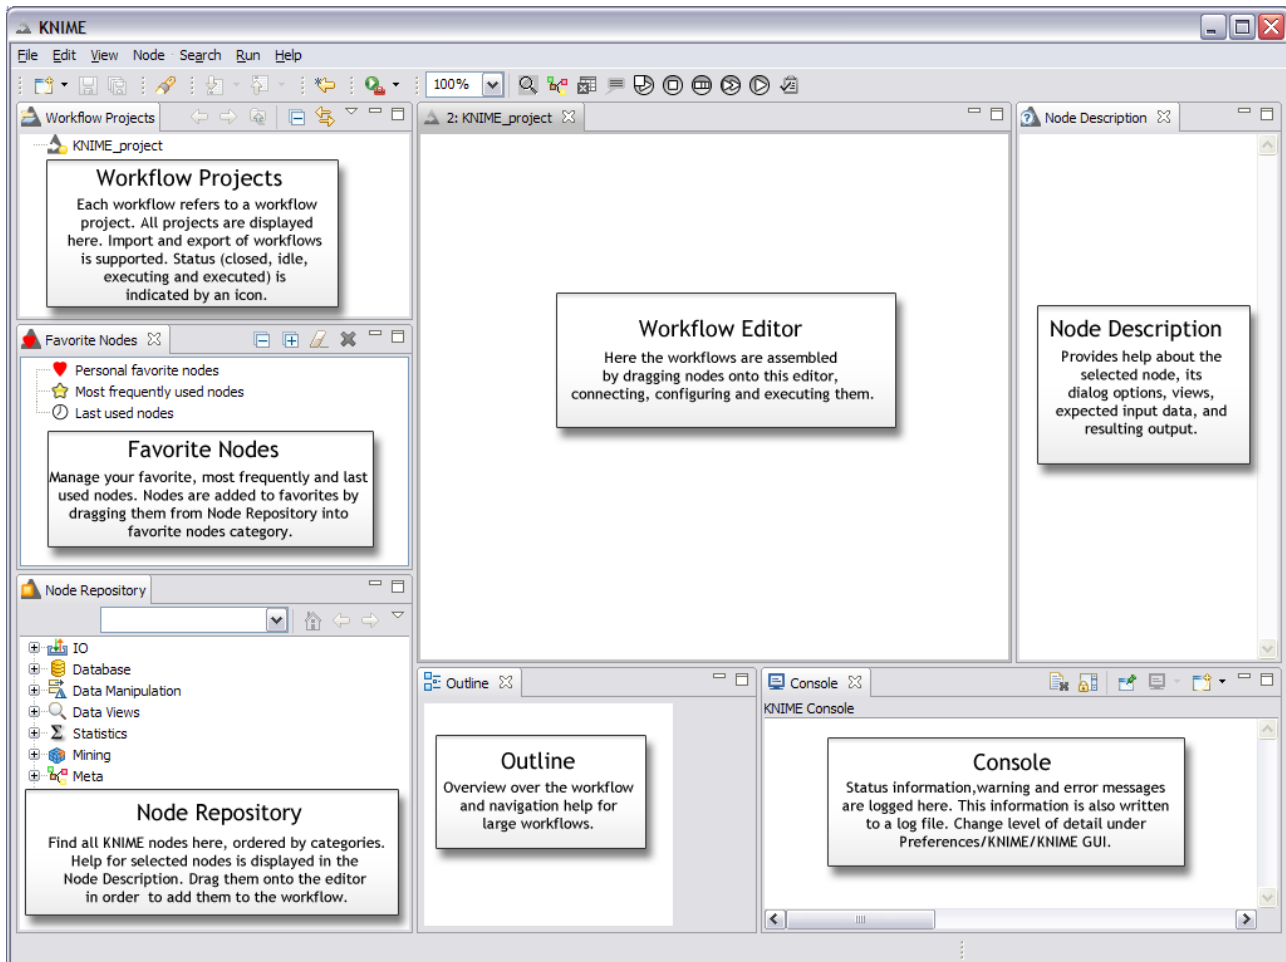 KNIME
File Edit View Node Search Run Help
100%
Workflow Projects
KNIME_project
Workflow Projects
Each workflow refers to a workflow
project. All projects are displayed
here. Import and export of workflows
is supported. Status (closed, idle,
executing and executed) is
indicated by an icon.
Favorite Nodes
Personal favorite nodes
Most frequently used nodes
Last used nodes
Favorite Nodes
Manage your favorite, most frequently and last
used nodes. Nodes are added to favorites by
dragging them from Node Repository into
favorite nodes category.
Node Repository
IO
Database
Data Manipulation
Data Views
Statistics
Mining
Meta
Node Repository
Find all KNIME nodes here, ordered by categories.
Help for selected nodes is displayed in the
Node Description. Drag them onto the editor
in order to add them to the workflow.
2: KNIME_project
Workflow Editor
Here the workflows are assembled
by dragging nodes onto this editor,
connecting, configuring and executing them.
Node Description
Node Description
Provides help about the
selected node, its
dialog options, views,
expected input data, and
resulting output.
Outline
Outline
Overview over the workflow
and navigation help for
large workflows.
Console
KNIME Console
Console
Status information,warning and error messages
are logged here. This information is also written
to a log file. Change level of detail under
Preferences/KNIME/KNIME GUI.